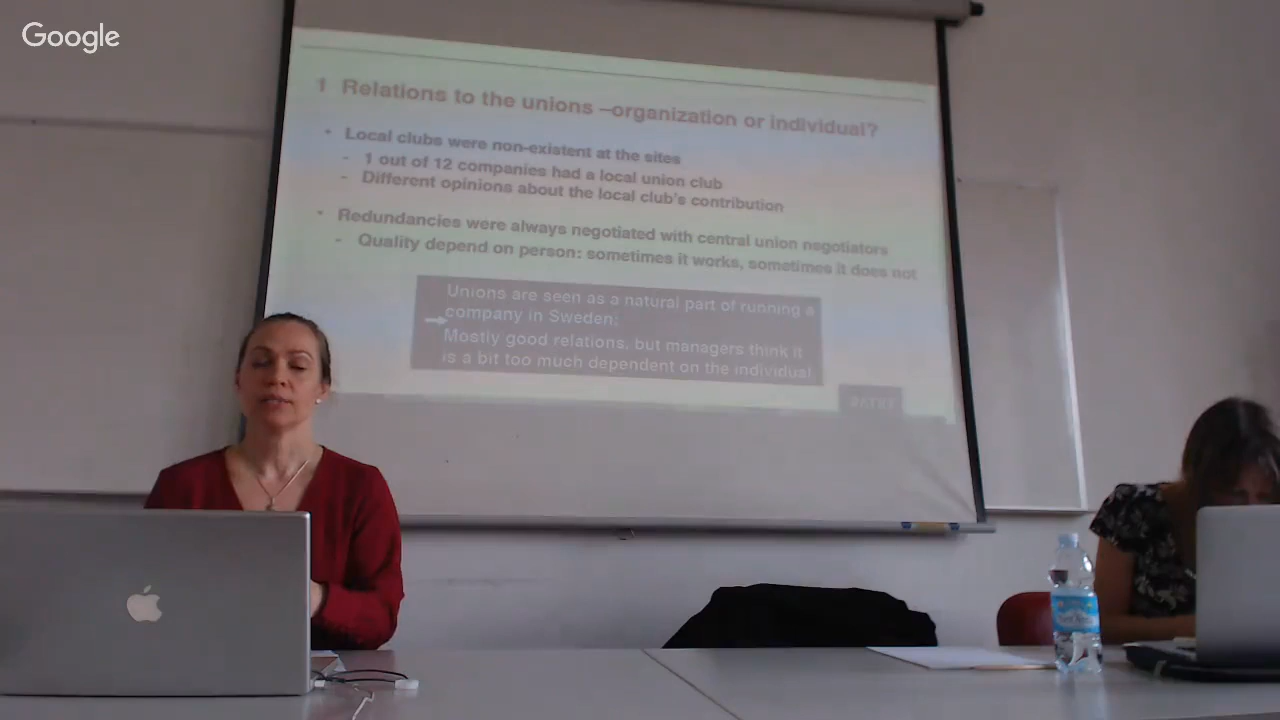 Google
1 Relations to the unions –organization or individual?
• Local clubs were non-existent at the sites
- 1 out of 12 companies had a local union club
- Different opinions about the local club's contribution
• Redundancies were always negotiated with central union negotiators
- Quality depend on person: sometimes it works, sometimes it does not
Unions are seen as a natural part of running a
company in Sweden;
Mostly good relations, but managers think it
is a bit too much dependent on the individual